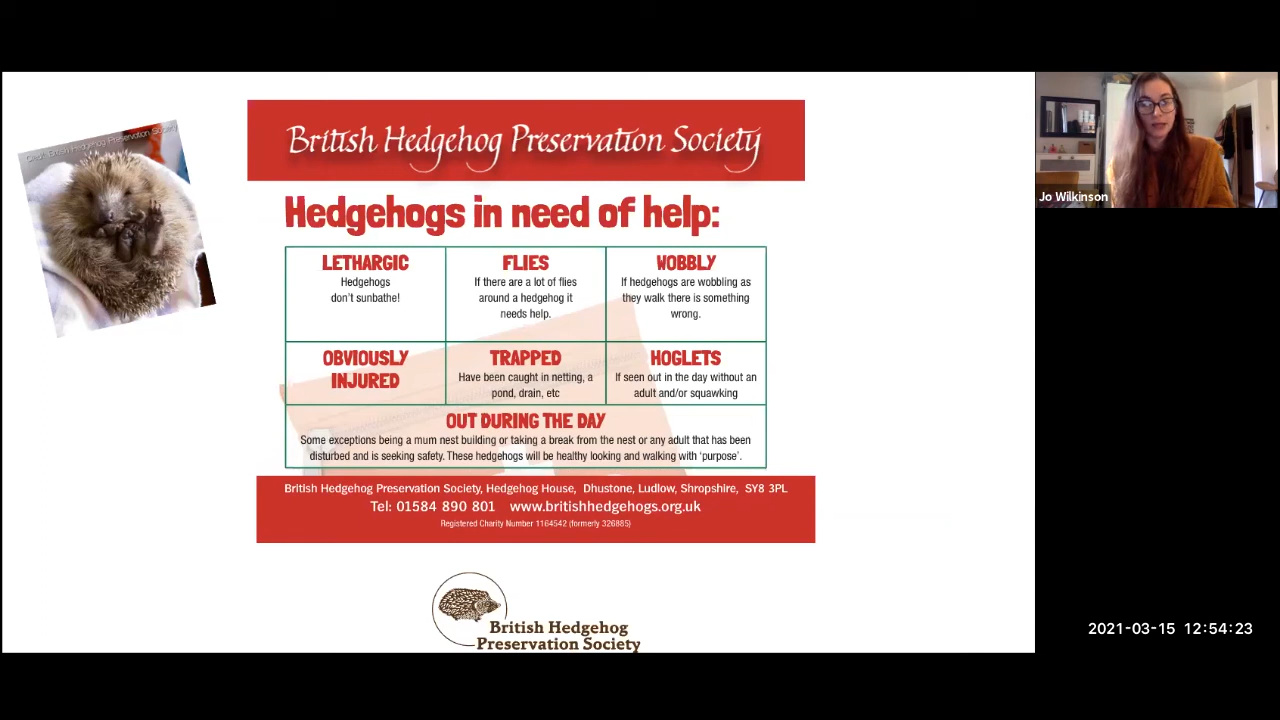 British Hedgehog Preservation Society
British Hedgehog Preservation Society
Hedgehogs in need of help:
LETHARGIC
Hedgehogs
don't sunbathe!
FLIES
If there are a lot of flies
around a hedgehog it
needs help.
WOBBLY
If hedgehogs are wobbling as
they walk there is something
wrong.
OBVIOUSLY
INJURED
TRAPPED
Have been caught in netting, a
pond, drain, etc
HOGLETS
If seen out in the day without an
adult and/or squawking
OUT DURING THE DAY
Some exceptions being a mum nest building or taking a break from the nest or any adult that has been
disturbed and is seeking safety. These hedgehogs will be healthy looking and walking with 'purpose'.
British Hedgehog Preservation Society, Hedgehog House, Dhustone, Ludlow, Shropshire, SY8 3PL
Tel: 01584 890 801 www.britishhedgehogs.org.uk
Registered Charity Number 1164542 (formerly 326885)
British Hedgehog
Preservation Society
Jo Wilkinson
2021-03-15 12:54:23